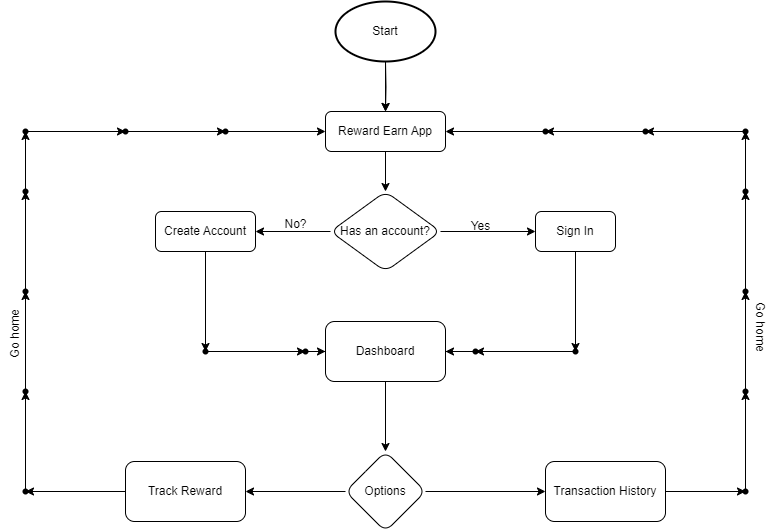 Start
Reward Earn App
Create Account
No?
Has an account?
Yes
Sign In
Go home
Dashboard
Go home
Track Reward
Options
Transaction History